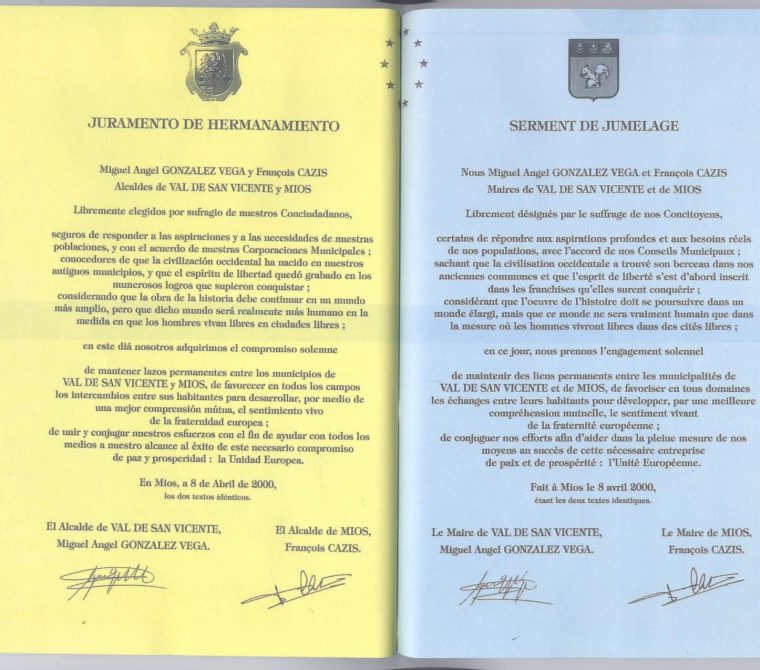 JURAMENTO DE HERMANAMIENTO
Miguel Angel GONZALEZ VEGA y François CAZIS
Alcaldes de VAL DE SAN VICENTE y MIOS
Libremente elegidos por sufragio de nuestros Conciudadanos,
seguros de responder a las aspiraciones y a las necesidades de nuestras
poblaciones, y con el acuerdo de nuestras Corporaciones Municipales ;
conocedores de que la civilización occidental ha nacido en nuestros
antiguos municipios, y que el espíritu de libertad quedó grabado en los
numerosos logros que supieron conquistar ;
considerando que la obra de la historia debe continuar en un mundo
más amplio, pero que dicho mundo será realmente más humano en la
medida en que los hombres vivan libres en ciudades libres ;
en este diá nosotros adquirimos el compromiso solemne
de mantener lazos permanentes entre los municipios de
VAL DE SAN VICENTE y MIOS, de favorecer en todos los campos
los intercambios entre sus habitantes para desarrollar, por medio de
una mejor comprensión mútua, el sentimiento vivo
de la fraternidad europea ;
de unir y conjugar nuestros esfuerzos con el fin de ayudar con todos los
medios a nuestro alcance al éxito de este necesario compromiso
de paz y prosperidad : la Unidad Europea.
En Mios, a 8 de Abril de 2000,
los dos textos idènticos.
El Alcalde de VAL DE SAN VICENTE,
Miguel Angel GONZALEZ VEGA.
El Alcalde de MIOS,
François CAZIS.
SERMENT DE JUMELAGE
Nous Miguel Angel GONZALEZ VEGA et François CAZIS
Maires de VAL DE SAN VICENTE et de MIOS
Librement désignés par le suffrage de nos Concitoyens,
certains de répondre aux aspirations profondes et aux besoins réels
de nos populations, avec l'accord de nos Conseils Municipaux ;
sachant que la civilisation occidentale a trouvé son berceau dans nos
anciennes communes et que l'esprit de liberté s'est d'abord inscrit
dans les franchises qu'elles surent conquérir ;
considérant que l'oeuvre de l'histoire doit se poursuivre dans un
monde élargi, mais que ce monde ne sera vraiment humain que dans
la mesure où les hommes vivront libres dans des cités libres ;
en ce jour, nous prenons l'engagement solennel
de maintenir des liens permanents entre les municipalités de
VAL DE SAN VICENTE et de MIOS, de favoriser en tous domaines
les échanges entre leurs habitants pour développer, par une meilleure
compréhension mutuelle, le sentiment vivant
de la fraternité européenne ;
de conjuguer nos efforts afin d'aider dans la pleine mesure de nos
moyens au succès de cette nécessaire entreprise
de paix et de prospérité : l'Unité Européenne.
Fait à Mios le 8 avril 2000,
étant les deux textes identiques.
Le Maire de VAL DE SAN VICENTE,
Miguel Angel GONZALEZ VEGA.
Le Maire de MIOS,
François CAZIS.